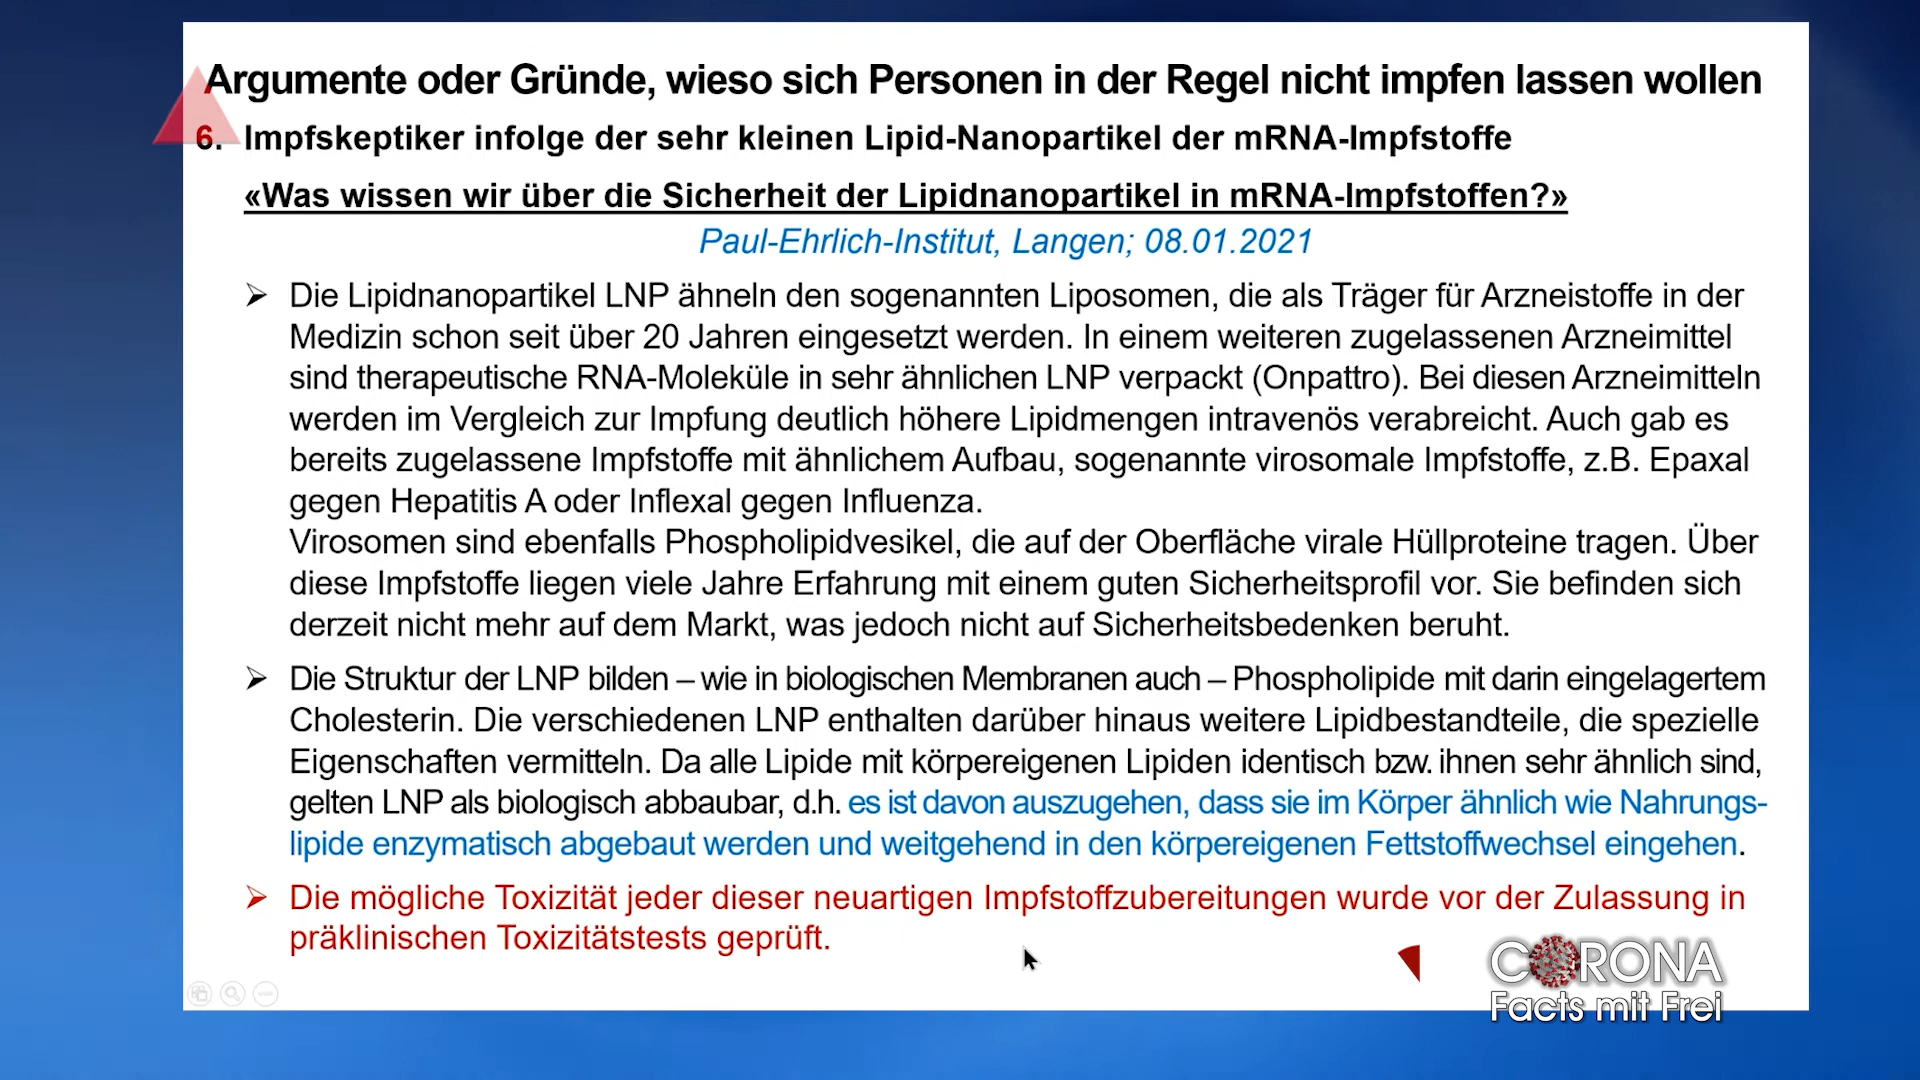 Argumente oder Gründe, wieso sich Personen in der Regel nicht impfen lassen wollen
6. Impfskeptiker infolge der sehr kleinen Lipid-Nanopartikel der mRNA-Impfstoffe
«Was wissen wir über die Sicherheit der Lipidnanopartikel in mRNA-Impfstoffen?»
Paul-Ehrlich-Institut, Langen; 08.01.2021
➢ Die Lipidnanopartikel LNP ähneln den sogenannten Liposomen, die als Träger für Arzneistoffe in der
Medizin schon seit über 20 Jahren eingesetzt werden. In einem weiteren zugelassenen Arzneimittel
sind therapeutische RNA-Moleküle in sehr ähnlichen LNP verpackt (Onpattro). Bei diesen Arzneimitteln
werden im Vergleich zur Impfung deutlich höhere Lipidmengen intravenös verabreicht. Auch gab es
bereits zugelassene Impfstoffe mit ähnlichem Aufbau, sogenannte virosomale Impfstoffe, z.B. Epaxal
gegen Hepatitis A oder Inflexal gegen Influenza.
Virosomen sind ebenfalls Phospholipidvesikel, die auf der Oberfläche virale Hüllproteine tragen. Über
diese Impfstoffe liegen viele Jahre Erfahrung mit einem guten Sicherheitsprofil vor. Sie befinden sich
derzeit nicht mehr auf dem Markt, was jedoch nicht auf Sicherheitsbedenken beruht.
➢ Die Struktur der LNP bilden – wie in biologischen Membranen auch – Phospholipide mit darin eingelagertem
Cholesterin. Die verschiedenen LNP enthalten darüber hinaus weitere Lipidbestandteile, die spezielle
Eigenschaften vermitteln. Da alle Lipide mit körpereigenen Lipiden identisch bzw. ihnen sehr ähnlich sind,
gelten LNP als biologisch abbaubar, d.h. es ist davon auszugehen, dass sie im Körper ähnlich wie Nahrungs-
lipide enzymatisch abgebaut werden und weitgehend in den körpereigenen Fettstoffwechsel eingehen.
➢ Die mögliche Toxizität jeder dieser neuartigen Impfstoffzubereitungen wurde vor der Zulassung in
präklinischen Toxizitätstests geprüft.
CORONA
Facts mit Frei